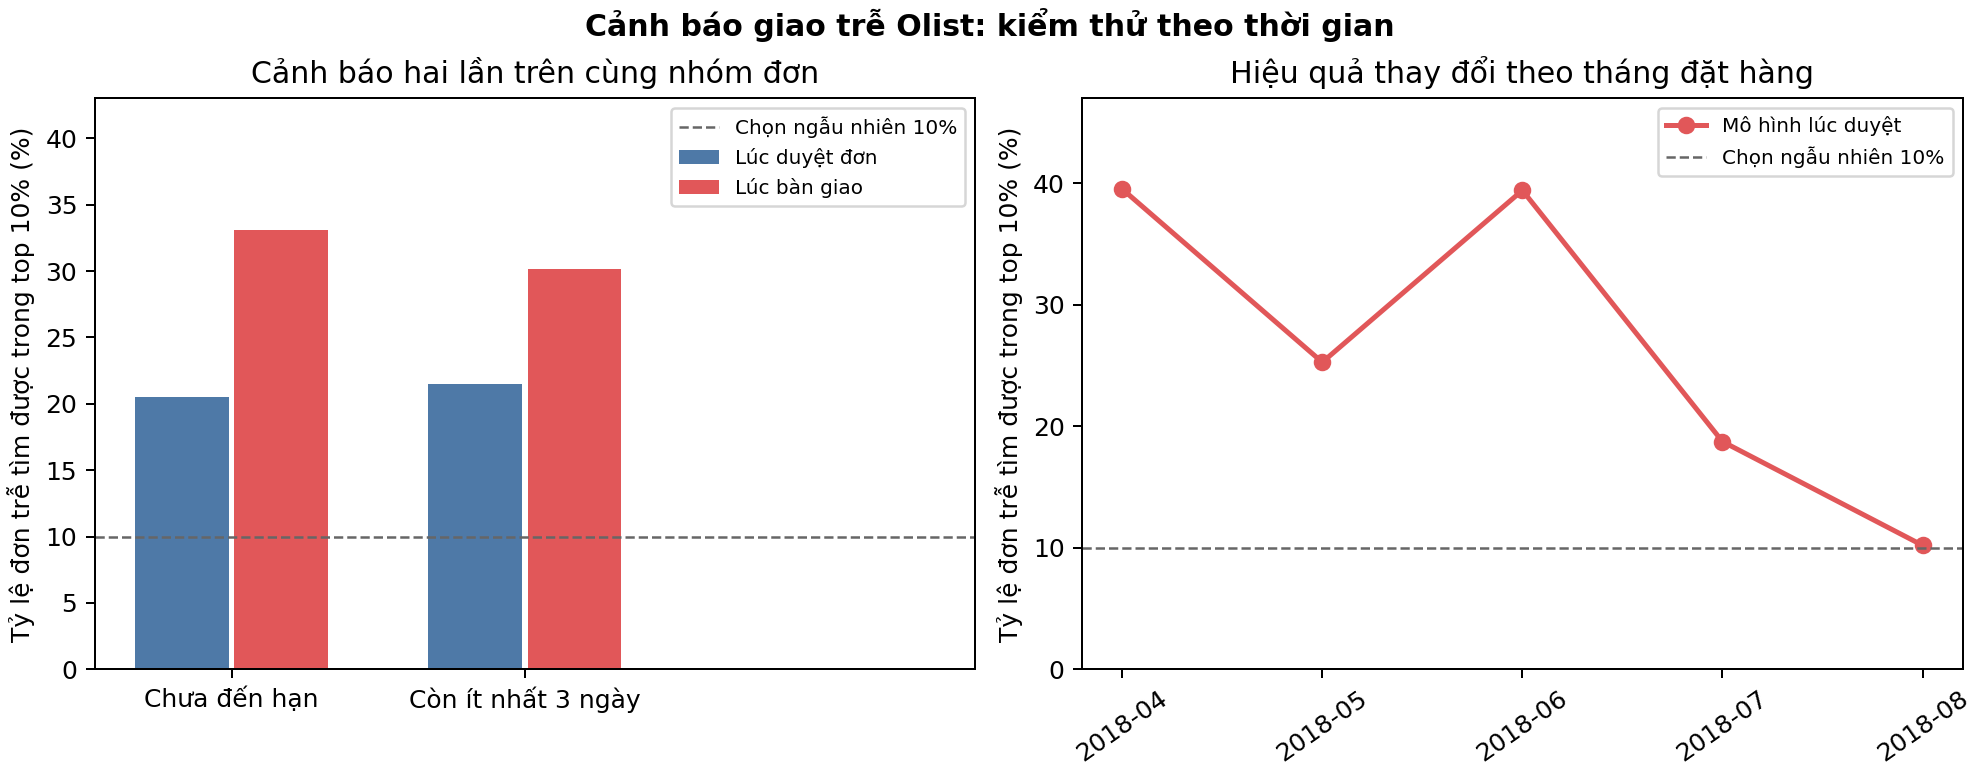 Cảnh báo giao trễ Olist: kiểm thử theo thời gian
Cảnh báo hai lần trên cùng nhóm đơn
Tỷ lệ đơn trễ tìm được trong top 10% (%)
40
35
30
25
20
15
10
5
0
Chọn ngẫu nhiên 10%
Lúc duyệt đơn
Lúc bàn giao
Chưa đến hạn
Còn ít nhất 3 ngày
Hiệu quả thay đổi theo tháng đặt hàng
Tỷ lệ đơn trễ tìm được trong top 10% (%)
40
30
20
10
0
Mô hình lúc duyệt
Chọn ngẫu nhiên 10%
2018-04
2018-05
2018-06
2018-07
2018-08